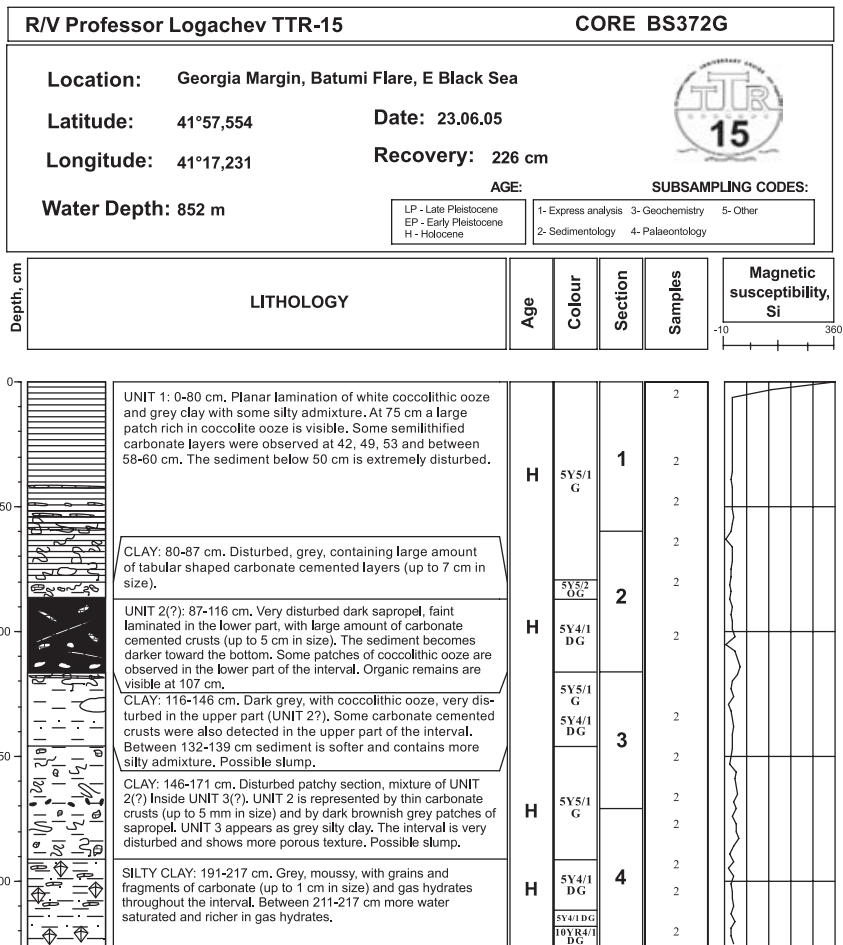 R/V Professor Logachev TTR-15
CORE BS372G
Location: Georgia Margin, Batumi Flare, E Black Sea
Latitude: 41°57,554
Date: 23.06.05
Longitude: 41°17,231
Recovery: 226 cm
Water Depth: 852 m
TTR
15
AGE:
LP - Late Pleistocene
EP - Early Pleistocene
H - Holocene
SUBSAMPLING CODES:
1- Express analysis 3- Geochemistry 5- Other
2- Sedimentology 4- Palaeontology
Depth, cm
LITHOLOGY
Age
Colour
Section
Samples
Magnetic
susceptibility,
Si
-10 360
0
UNIT 1: 0-80 cm. Planar lamination of white coccolithic ooze
and grey clay with some silty admixture. At 75 cm a large
patch rich in coccolite ooze is visible. Some semilithified
carbonate layers were observed at 42, 49, 53 and between
58-60 cm. The sediment below 50 cm is extremely disturbed.
H
5Y5/1
G
1
2
2
2
50
CLAY: 80-87 cm. Disturbed, grey, containing large amount
of tabular shaped carbonate cemented layers (up to 7 cm in
size).
5Y5/2
OG
2
2
2
UNIT 2(?): 87-116 cm. Very disturbed dark sapropel, faint
laminated in the lower part, with large amount of carbonate
cemented crusts (up to 5 cm in size). The sediment becomes
darker toward the bottom. Some patches of coccolithic ooze are
observed in the lower part of the interval. Organic remains are
visible at 107 cm.
H
5Y4/1
DG
2
00
CLAY: 116-146 cm. Dark grey, with coccolithic ooze, very dis-
turbed in the upper part (UNIT 2?). Some carbonate cemented
crusts were also detected in the upper part of the interval.
Between 132-139 cm sediment is softer and contains more
silty admixture. Possible slump.
5Y5/1
G
5Y4/1
DG
3
2
2
50
CLAY: 146-171 cm. Disturbed patchy section, mixture of UNIT
2(?) Inside UNIT 3(?). UNIT 2 is represented by thin carbonate
crusts (up to 5 mm in size) and by dark brownish grey patches of
sapropel. UNIT 3 appears as grey silty clay. The interval is very
disturbed and shows more porous texture. Possible slump.
H
5Y5/1
G
2
2
SILTY CLAY: 191-217 cm. Grey, moussy, with grains and
fragments of carbonate (up to 1 cm in size) and gas hydrates
throughout the interval. Between 211-217 cm more water
saturated and richer in gas hydrates.
H
5Y4/1
DG
4
2
2
00
5Y4/1 DG
10YR4/1
DG
2